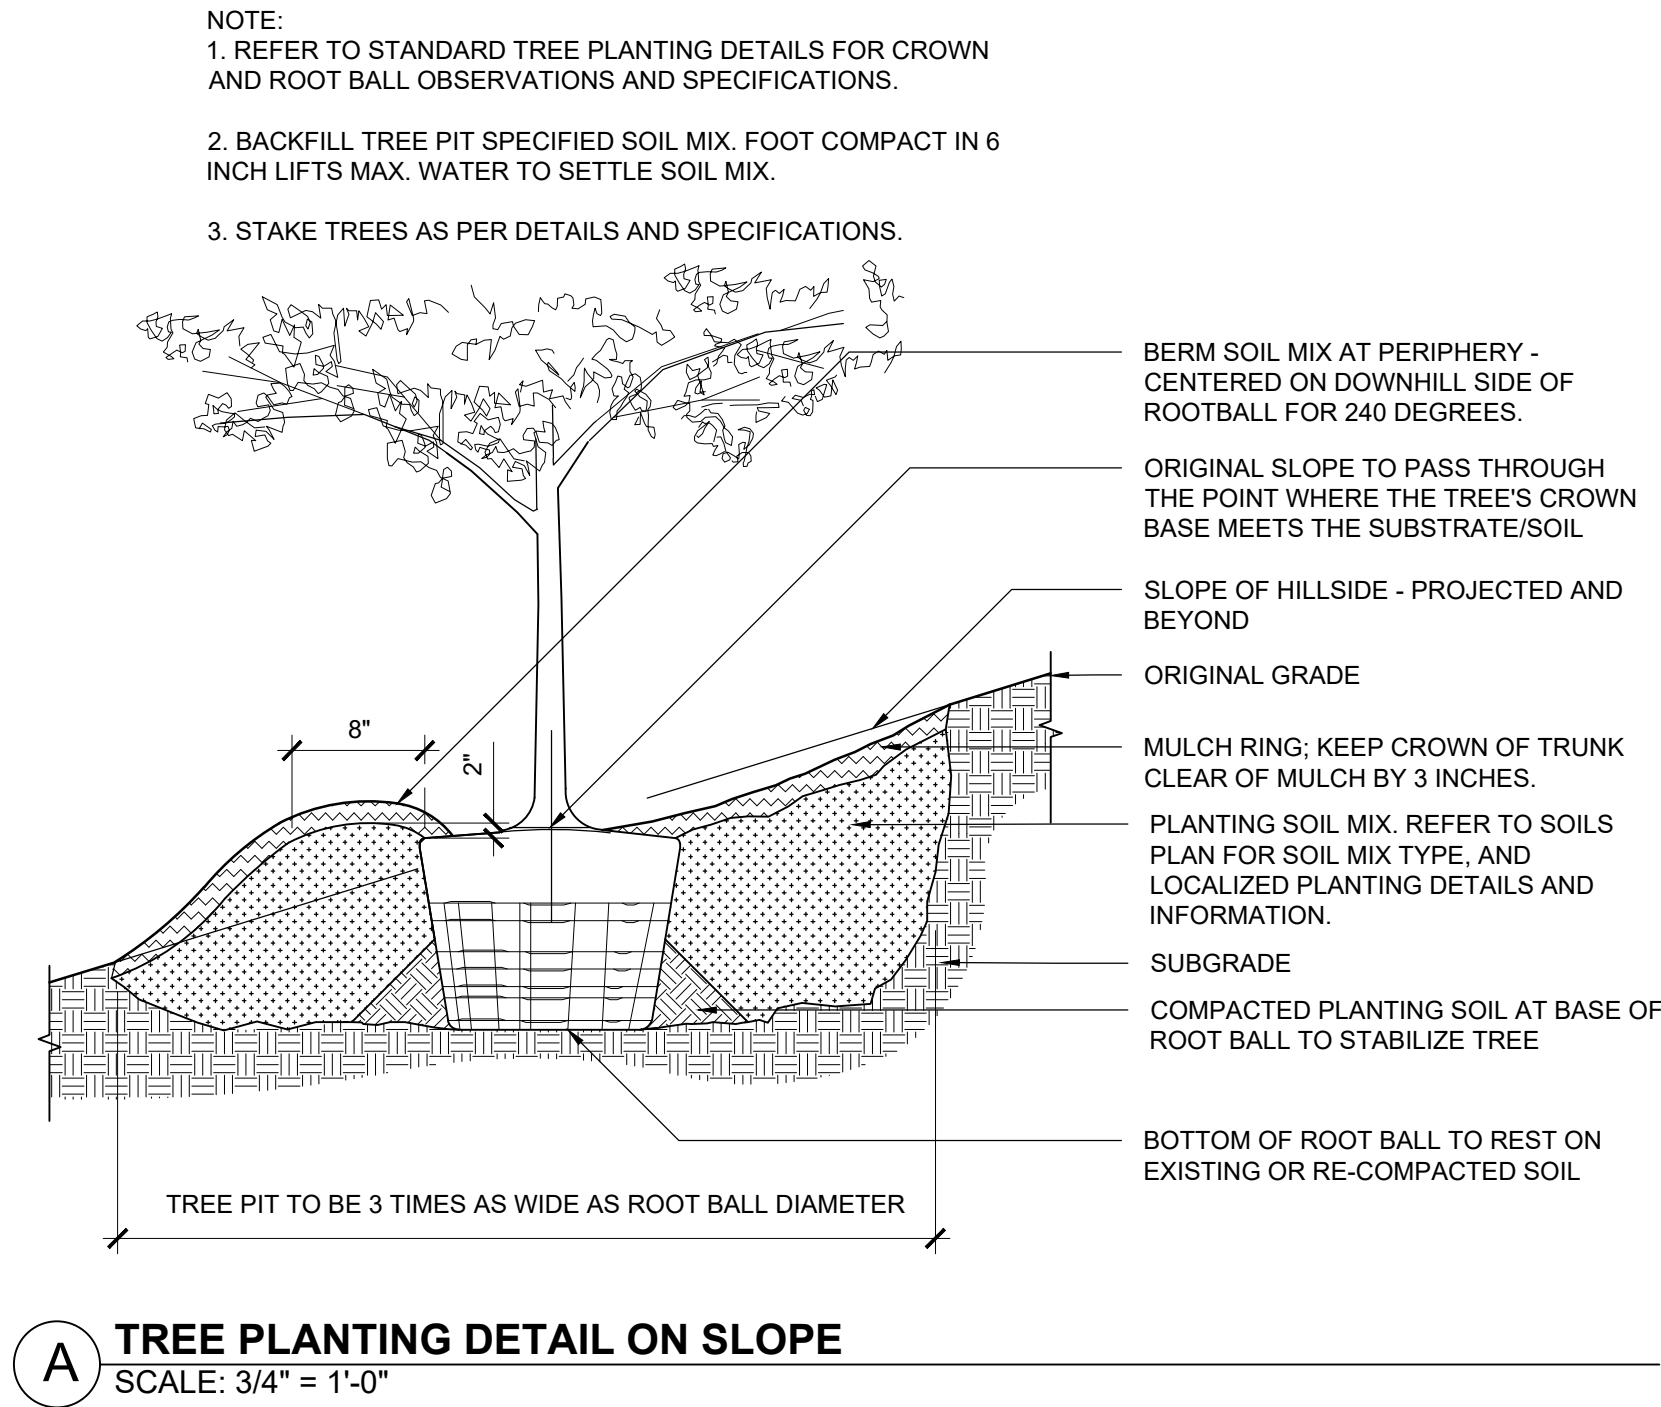 NOTE:
1. REFER TO STANDARD TREE PLANTING DETAILS FOR CROWN
AND ROOT BALL OBSERVATIONS AND SPECIFICATIONS.
2. BACKFILL TREE PIT SPECIFIED SOIL MIX. FOOT COMPACT IN 6
INCH LIFTS MAX. WATER TO SETTLE SOIL MIX.
3. STAKE TREES AS PER DETAILS AND SPECIFICATIONS.
BERM SOIL MIX AT PERIPHERY -
CENTERED ON DOWNHILL SIDE OF
ROOTBALL FOR 240 DEGREES.
ORIGINAL SLOPE TO PASS THROUGH
THE POINT WHERE THE TREE'S CROWN
BASE MEETS THE SUBSTRATE/SOIL
SLOPE OF HILLSIDE - PROJECTED AND
BEYOND
ORIGINAL GRADE
8"
2"
MULCH RING; KEEP CROWN OF TRUNK
CLEAR OF MULCH BY 3 INCHES.
PLANTING SOIL MIX. REFER TO SOILS
PLAN FOR SOIL MIX TYPE, AND
LOCALIZED PLANTING DETAILS AND
INFORMATION.
SUBGRADE
COMPACTED PLANTING SOIL AT BASE OF
ROOT BALL TO STABILIZE TREE
BOTTOM OF ROOT BALL TO REST ON
EXISTING OR RE-COMPACTED SOIL
TREE PIT TO BE 3 TIMES AS WIDE AS ROOT BALL DIAMETER
A
TREE PLANTING DETAIL ON SLOPE
SCALE: 3/4" = 1'-0"